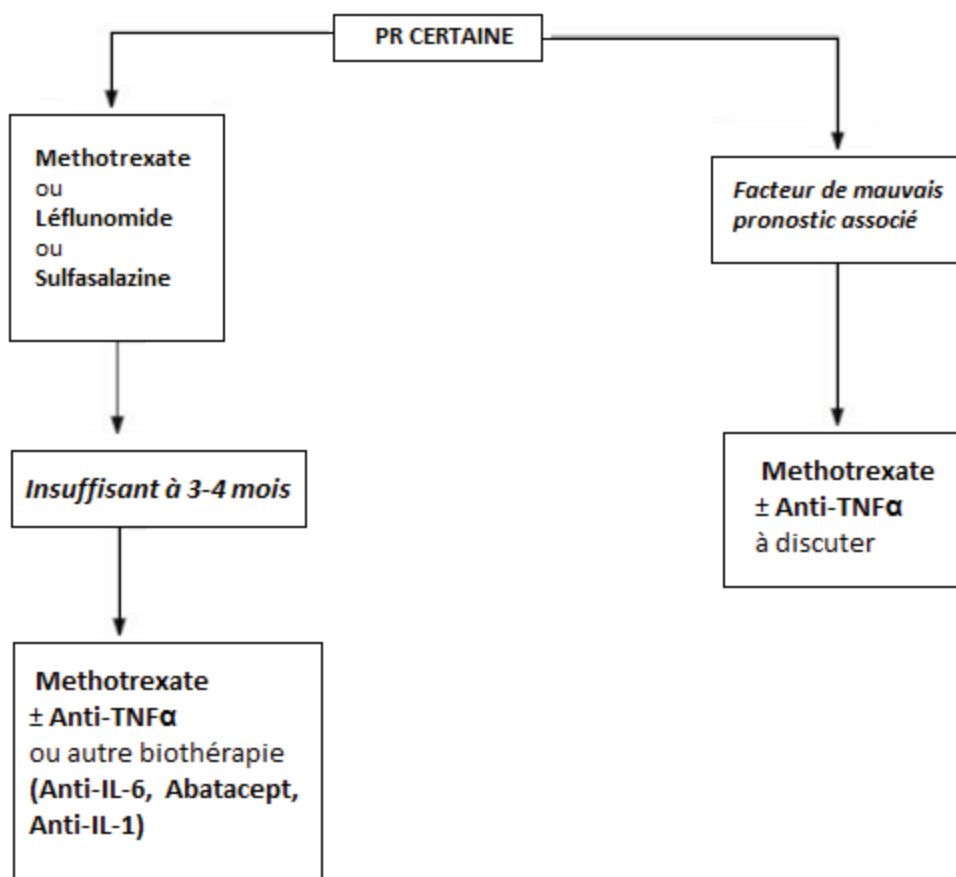 PR CERTAINE
Methotrexate
ou
Léflunomide
ou
Sulfasalazine
Facteur de mauvais
pronostic associé
Insuffisant à 3-4 mois
Methotrexate
± Anti-TNFα
à discuter
Methotrexate
± Anti-TNFα
ou autre biothérapie
(Anti-IL-6, Abatacept,
Anti-IL-1)